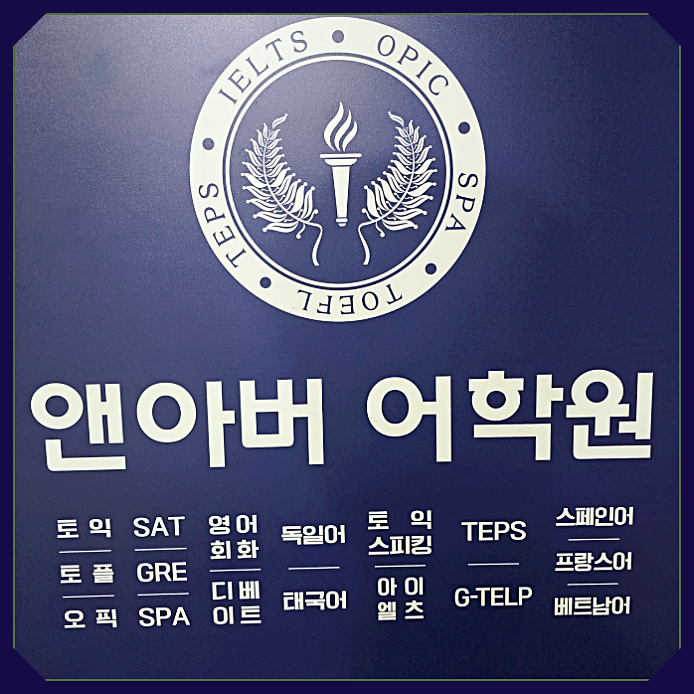 IELTS • OPIC • SPA • TOEFL • TEPS •
앤아버 어학원
토익
토플
오픽
SAT
GRE
SPA
영어
회화
디베
이트
독일어
태국어
토익
스피킹
아이
엘츠
TEPS
G-TELP
스페인어
프랑스어
베트남어